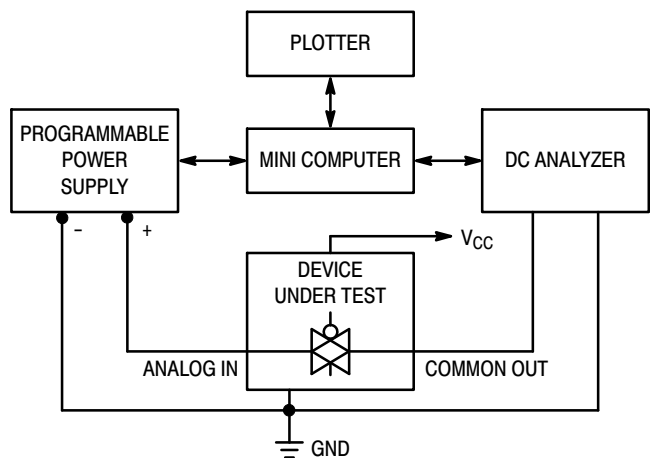 PLOTTER
PROGRAMMABLE
POWER
SUPPLY
MINI COMPUTER
DC ANALYZER
– +
VCC
DEVICE
UNDER TEST
ANALOG IN
COMMON OUT
GND